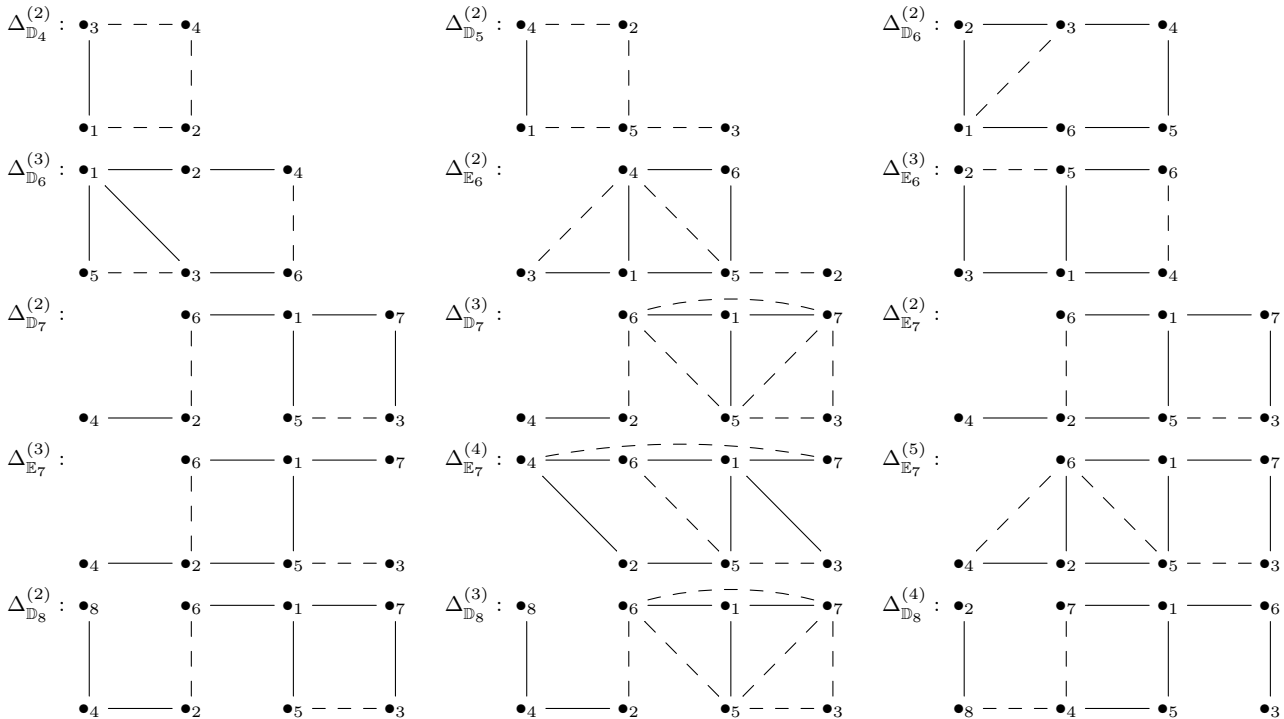 Δ_{𝔻_4}^{(2)} : •3 •4 Δ_{𝔻_5}^{(2)} : •4 •2 Δ_{𝔻_6}^{(2)} : •2 •3 •4
•1 •2 •1 •5 •3 •1 •6 •5
Δ_{𝔻_6}^{(3)} : •1 •2 •4 Δ_{𝔼_6}^{(2)} : •4 •6 Δ_{𝔼_6}^{(3)} : •2 •5 •6
•5 •3 •6 •3 •1 •5 •2 •3 •1 •4
Δ_{𝔻_7}^{(2)} : •6 •1 •7 Δ_{𝔻_7}^{(3)} : •6 •1 •7 Δ_{𝔼_7}^{(2)} : •6 •1 •7
•4 •2 •5 •3 •4 •2 •5 •3 •4 •2 •5 •3
Δ_{𝔼_7}^{(3)} : •6 •1 •7 Δ_{𝔼_7}^{(4)} : •4 •6 •1 •7 Δ_{𝔼_7}^{(5)} : •6 •1 •7
•4 •2 •5 •3 •2 •5 •3 •4 •2 •5 •3
Δ_{𝔻_8}^{(2)} : •8 •6 •1 •7 Δ_{𝔻_8}^{(3)} : •8 •6 •1 •7 Δ_{𝔻_8}^{(4)} : •2 •7 •1 •6
•4 •2 •5 •3 •4 •2 •5 •3 •8 •4 •5 •3